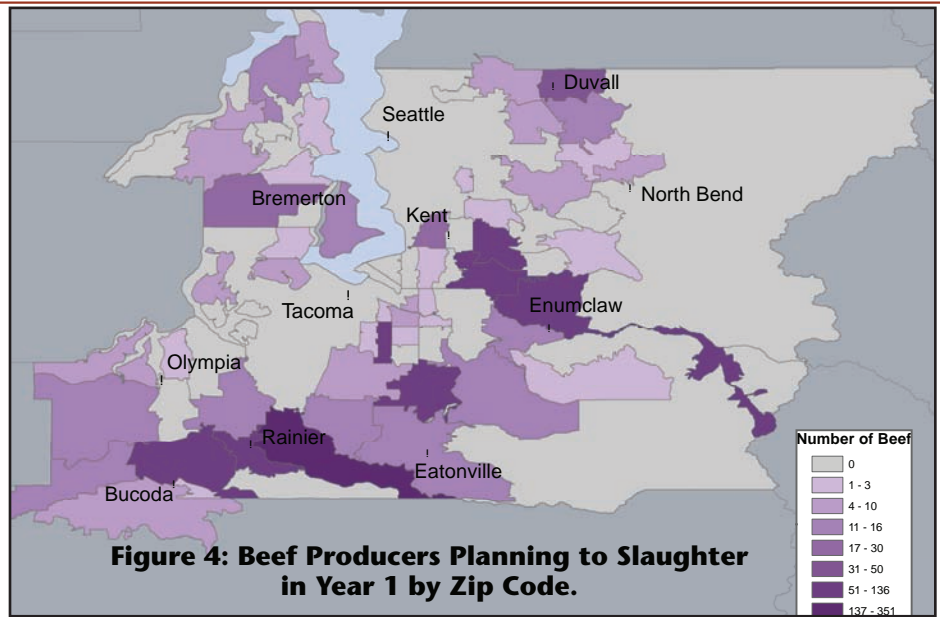 Duvall
Seattle
North Bend
Bremerton
Kent
Enumclaw
Tacoma
Olympia
Rainier
Eatonville
Bucoda
Number of Beef
0
1 - 3
4 - 10
11 - 16
17 - 30
31 - 50
51 - 136
137 - 351
Figure 4: Beef Producers Planning to Slaughter
in Year 1 by Zip Code.